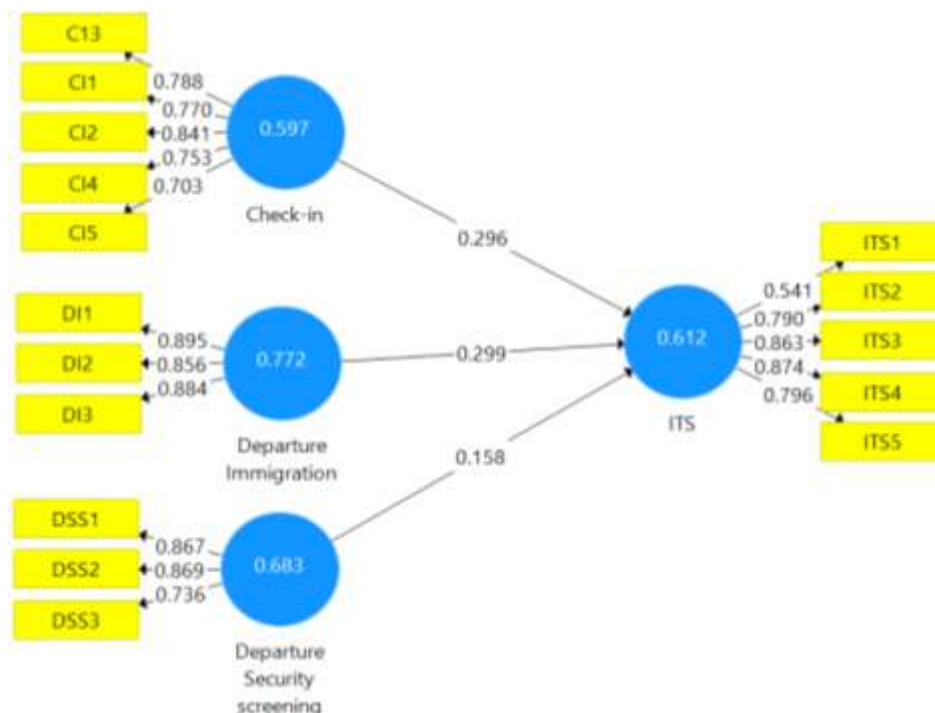 C13
CI1
CI2
CI4
CI5
0.788
0.770
0.841
0.753
0.703
0.597
Check-in
0.296
DI1
DI2
DI3
0.895
0.856
0.884
0.772
Departure
Immigration
0.299
DSS1
DSS2
DSS3
0.867
0.869
0.736
0.683
Departure
Security
screening
0.158
0.612
ITS
0.541
0.790
0.863
0.874
0.796
ITS1
ITS2
ITS3
ITS4
ITS5